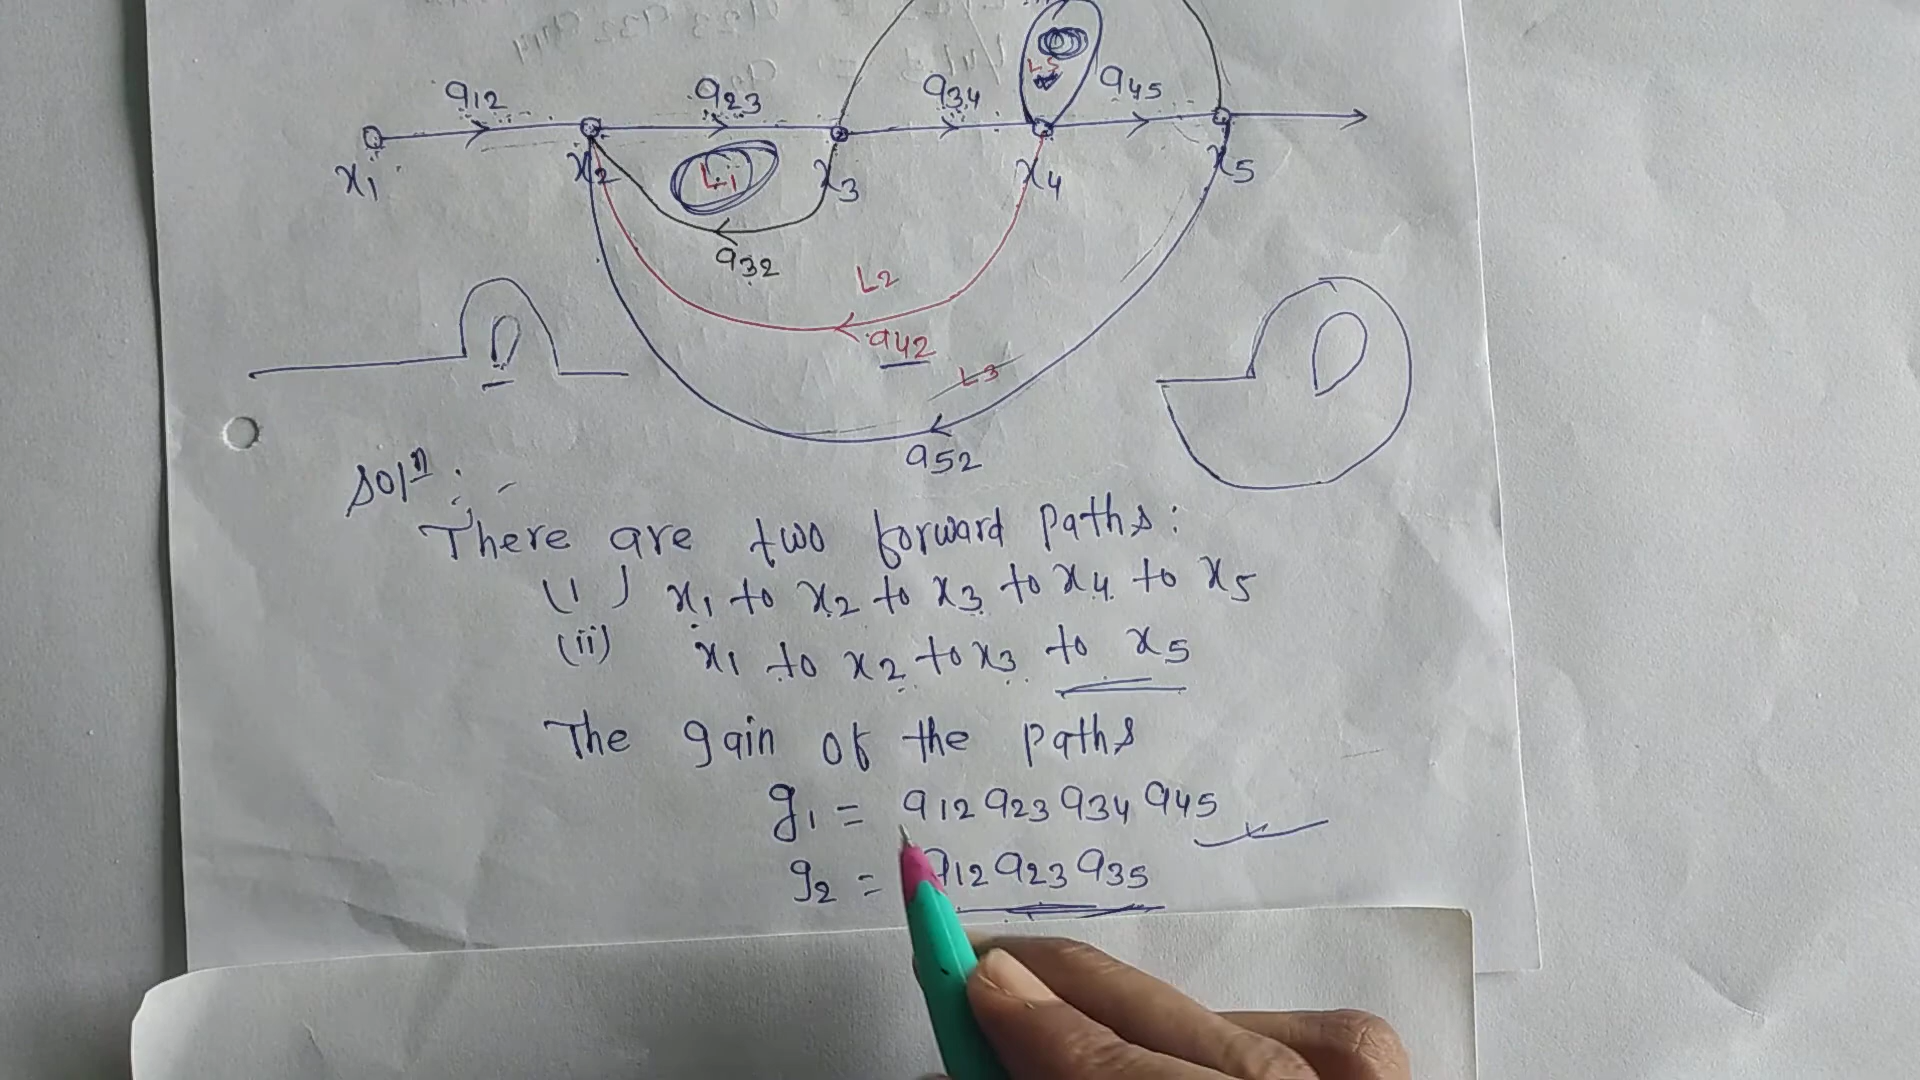 a12 a23 a34 a45
x1 x2 x3 x4 x5
L1
a32
L2
a42
L3
a52
Solⁿ :-
There are two forward paths:
(i) x1 to x2 to x3 to x4 to x5
(ii) x1 to x2 to x3 to x5
The gain of the paths
g1 = a12 a23 a34 a45
g2 = a12 a23 a35